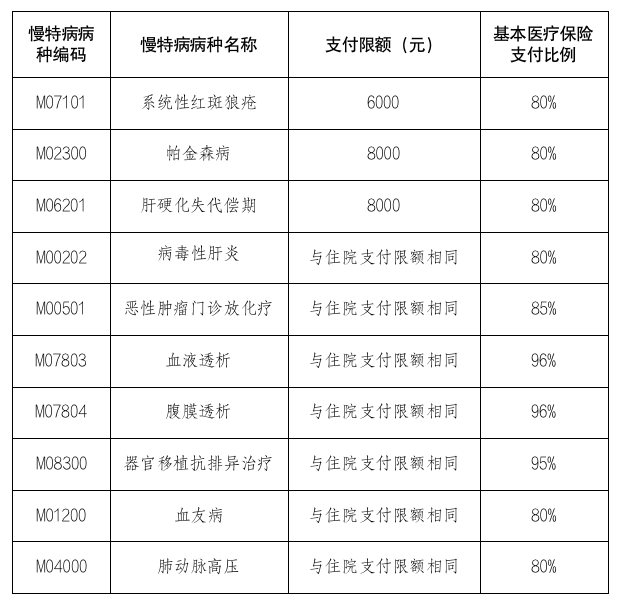 慢特病病种编码 慢特病病种名称 支付限额（元） 基本医疗保险支付比例
M07101 系统性红斑狼疮 6000 80%
M02300 帕金森病 8000 80%
M06201 肝硬化失代偿期 8000 80%
M00202 病毒性肝炎 与住院支付限额相同 80%
M00501 恶性肿瘤门诊放化疗 与住院支付限额相同 85%
M07803 血液透析 与住院支付限额相同 96%
M07804 腹膜透析 与住院支付限额相同 96%
M08300 器官移植抗排异治疗 与住院支付限额相同 95%
M01200 血友病 与住院支付限额相同 80%
M04000 肺动脉高压 与住院支付限额相同 80%